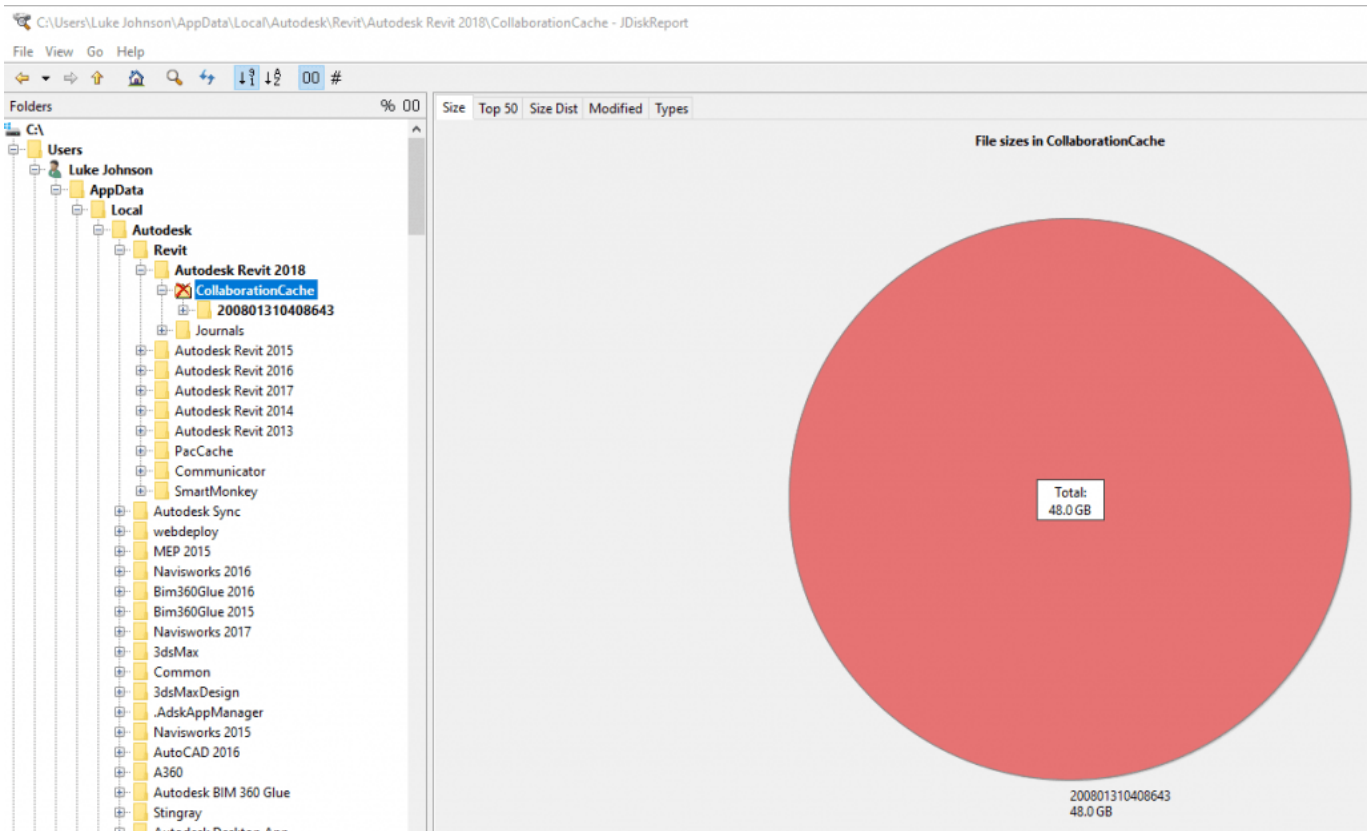 C:\Users\Luke Johnson\AppData\Local\Autodesk\Revit\Autodesk Revit 2018\CollaborationCache - JDiskReport
File View Go Help
00 #
Folders % 00
C:\
Users
Luke Johnson
AppData
Local
Autodesk
Revit
Autodesk Revit 2018
CollaborationCache
200801310408643
Journals
Autodesk Revit 2015
Autodesk Revit 2016
Autodesk Revit 2017
Autodesk Revit 2014
Autodesk Revit 2013
PacCache
Communicator
SmartMonkey
Autodesk Sync
webdeploy
MEP 2015
Navisworks 2016
Bim360Glue 2016
Bim360Glue 2015
Navisworks 2017
3dsMax
Common
3dsMaxDesign
.AdskAppManager
Navisworks 2015
AutoCAD 2016
A360
Autodesk BIM 360 Glue
Stingray
Autodesk Desktop App
Size Top 50 Size Dist Modified Types
File sizes in CollaborationCache
Total:
48.0 GB
200801310408643
48.0 GB